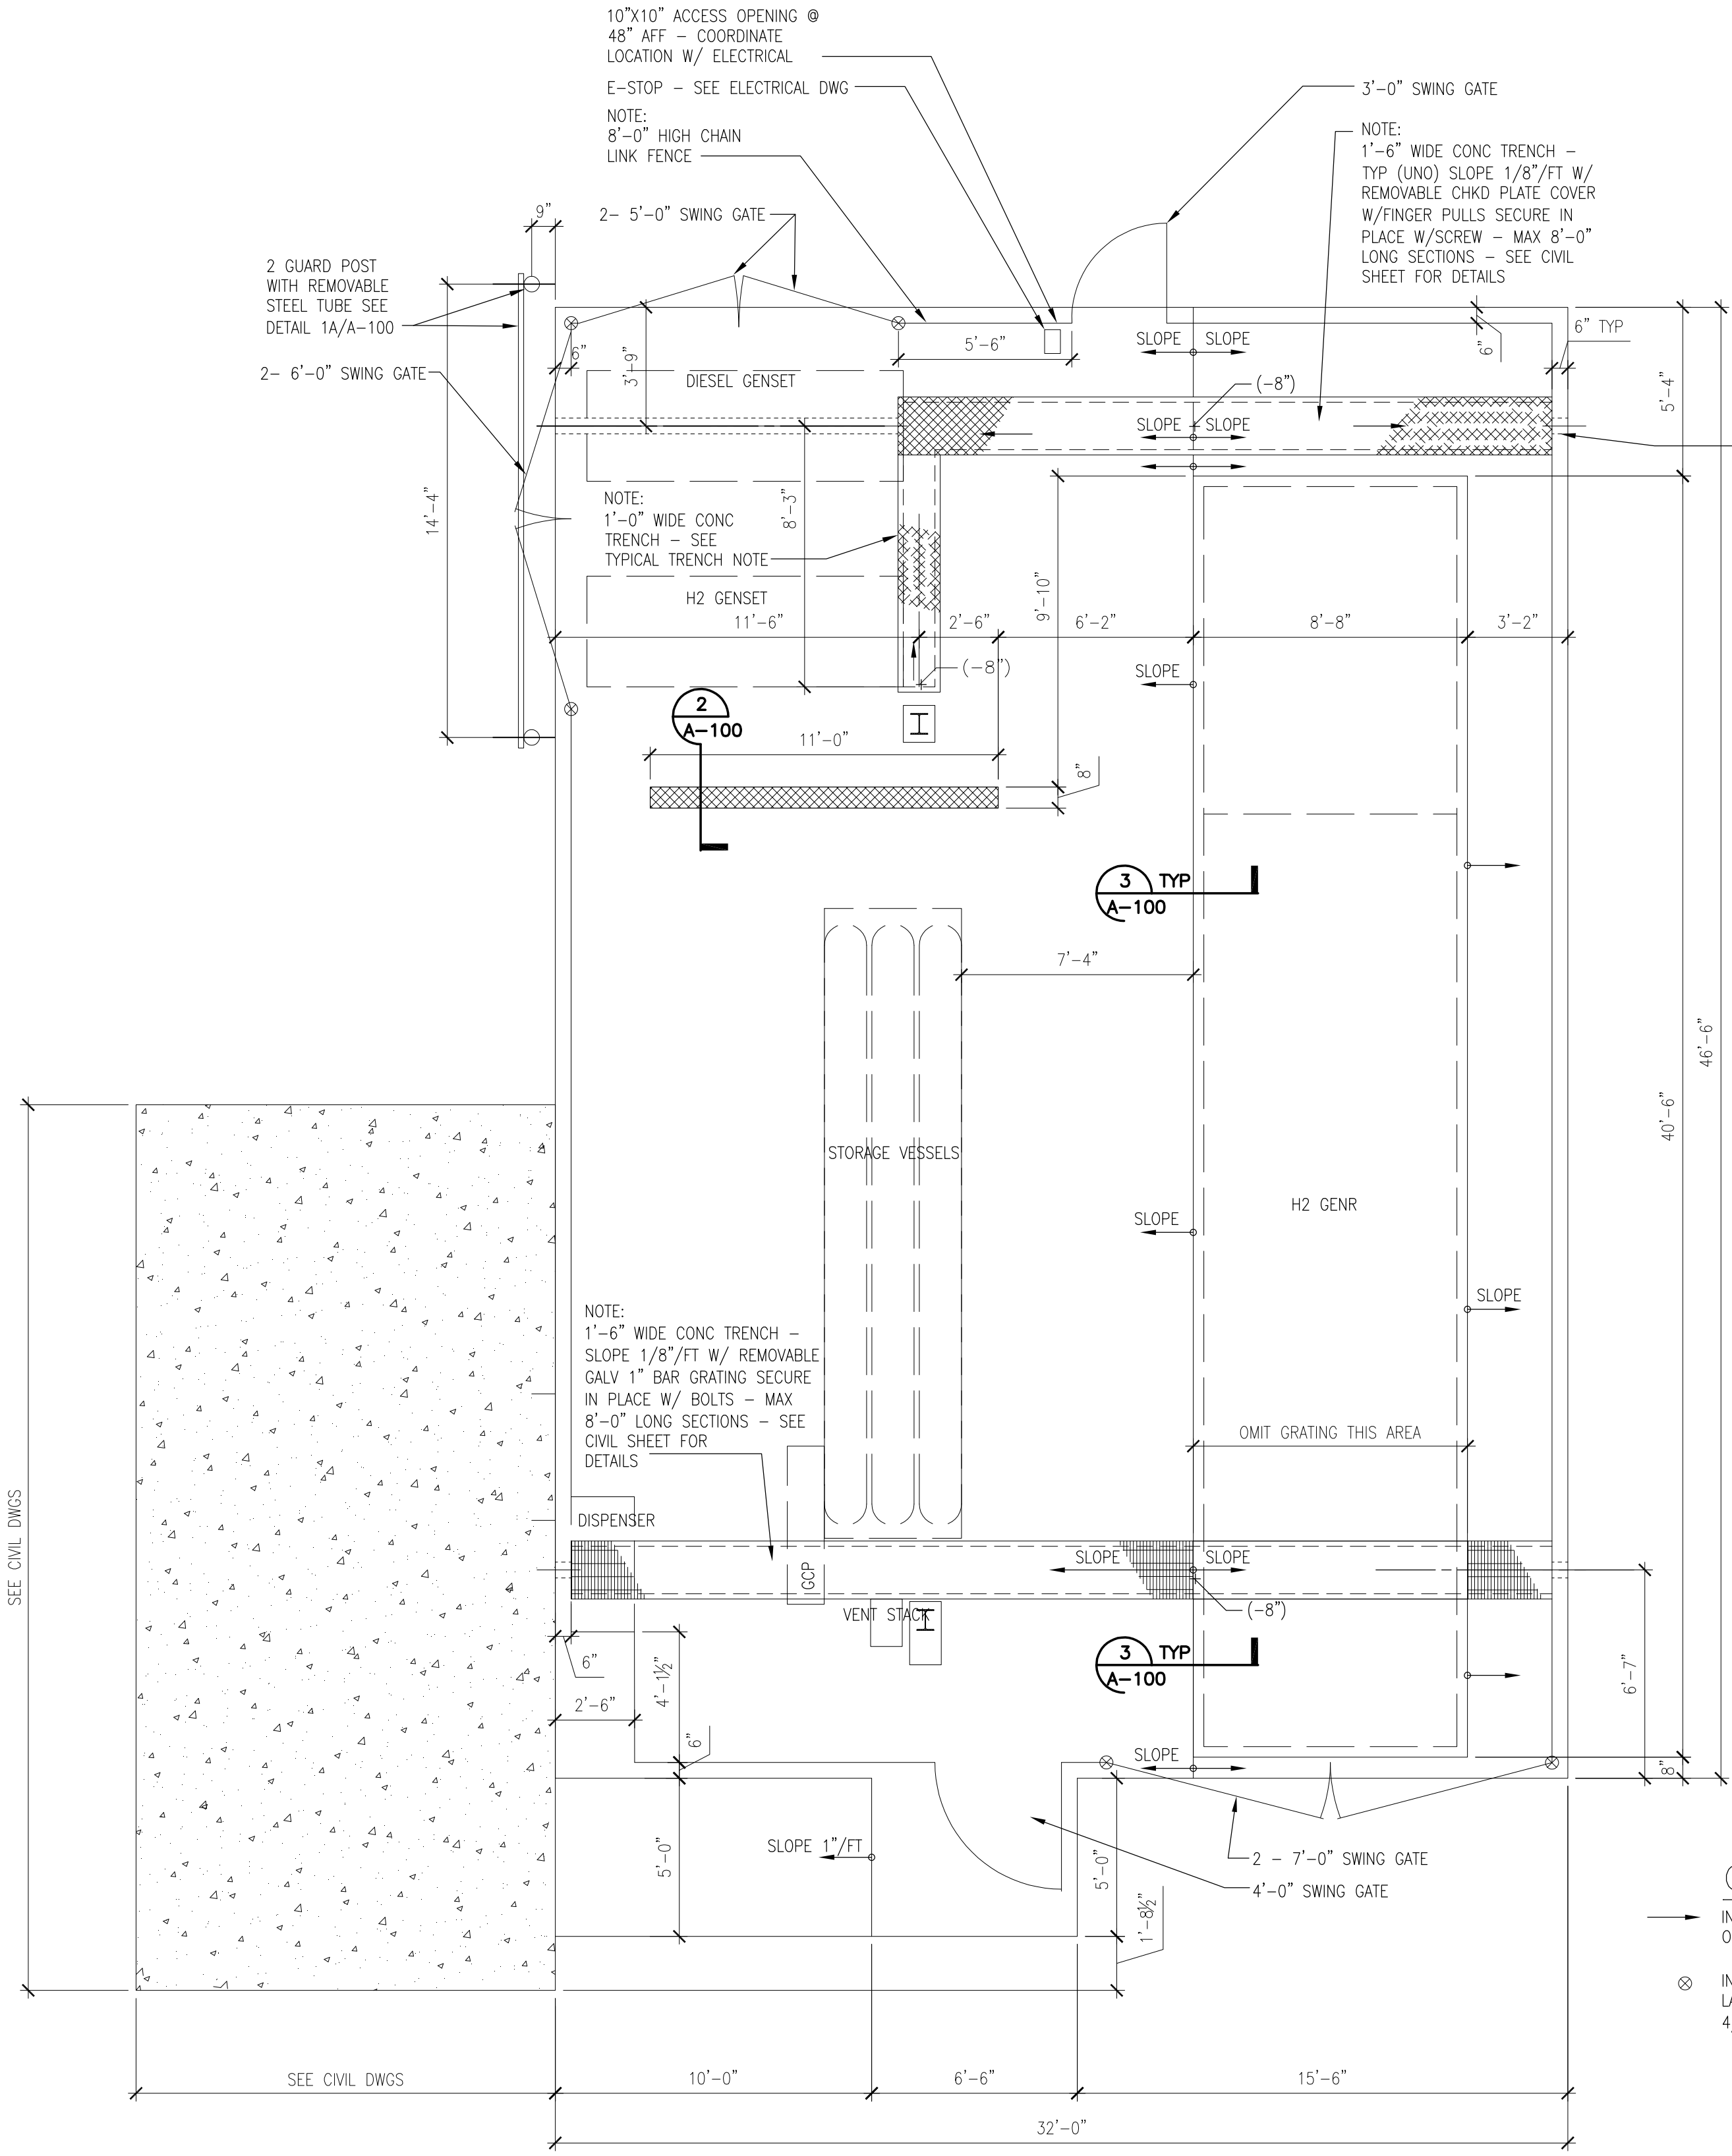 10"X10" ACCESS OPENING @
48" AFF – COORDINATE
LOCATION W/ ELECTRICAL
E-STOP – SEE ELECTRICAL DWG
NOTE:
8'-0" HIGH CHAIN
LINK FENCE
3'-0" SWING GATE
NOTE:
1'-6" WIDE CONC TRENCH –
TYP (UNO) SLOPE 1/8"/FT W/
REMOVABLE CHKD PLATE COVER
W/FINGER PULLS SECURE IN
PLACE W/SCREW – MAX 8'-0"
LONG SECTIONS – SEE CIVIL
SHEET FOR DETAILS
9"
2- 5'-0" SWING GATE
2 GUARD POST
WITH REMOVABLE
STEEL TUBE SEE
DETAIL 1A/A-100
2- 6'-0" SWING GATE
6"
3'-9"
5'-6"
SLOPE
SLOPE
6"
6" TYP
5'-4"
DIESEL GENSET
(-8")
SLOPE
SLOPE
14'-4"
8'-3"
NOTE:
1'-0" WIDE CONC
TRENCH – SEE
TYPICAL TRENCH NOTE
9'-10"
H2 GENSET
11'-6"
2'-6"
6'-2"
8'-8"
3'-2"
(-8")
SLOPE
2
A-100
H
11'-0"
8"
3
TYP
A-100
7'-4"
46'-6"
40'-6"
STORAGE VESSELS
H2 GENR
SLOPE
SLOPE
NOTE:
1'-6" WIDE CONC TRENCH –
SLOPE 1/8"/FT W/ REMOVABLE
GALV 1" BAR GRATING SECURE
IN PLACE W/ BOLTS – MAX
8'-0" LONG SECTIONS – SEE
CIVIL SHEET FOR
DETAILS
OMIT GRATING THIS AREA
SEE CIVIL DWGS
DISPENSER
GCP
SLOPE
SLOPE
(-8")
VENT STACK
H
3
TYP
A-100
6"
4'-1½"
2'-6"
6"
6'-7"
SLOPE
8"
SLOPE 1"/FT
5'-0"
5'-0"
1'-8½"
2 – 7'-0" SWING GATE
4'-0" SWING GATE
IN
O
IN
LA
4
SEE CIVIL DWGS
10'-0"
6'-6"
15'-6"
32'-0"